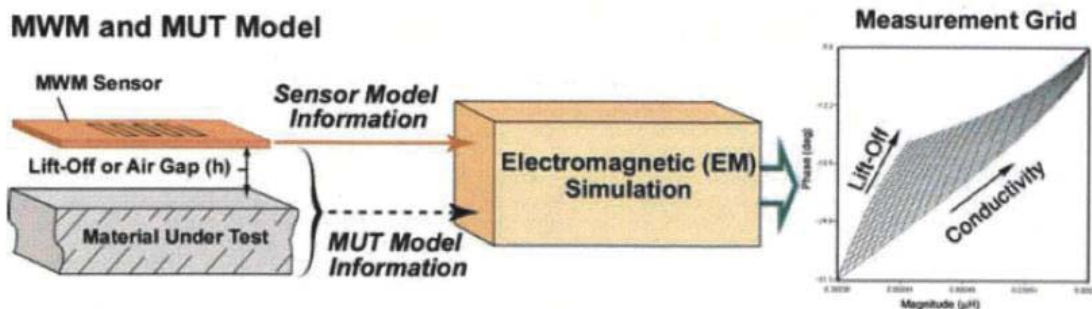 MWM and MUT Model
Measurement Grid
MWM Sensor
Sensor Model
Information
Lift-Off or Air Gap (h)
Electromagnetic (EM)
Simulation
Material Under Test
MUT Model
Information
Phase (deg)
Lift-Off
Conductivity
Magnitude (μH)